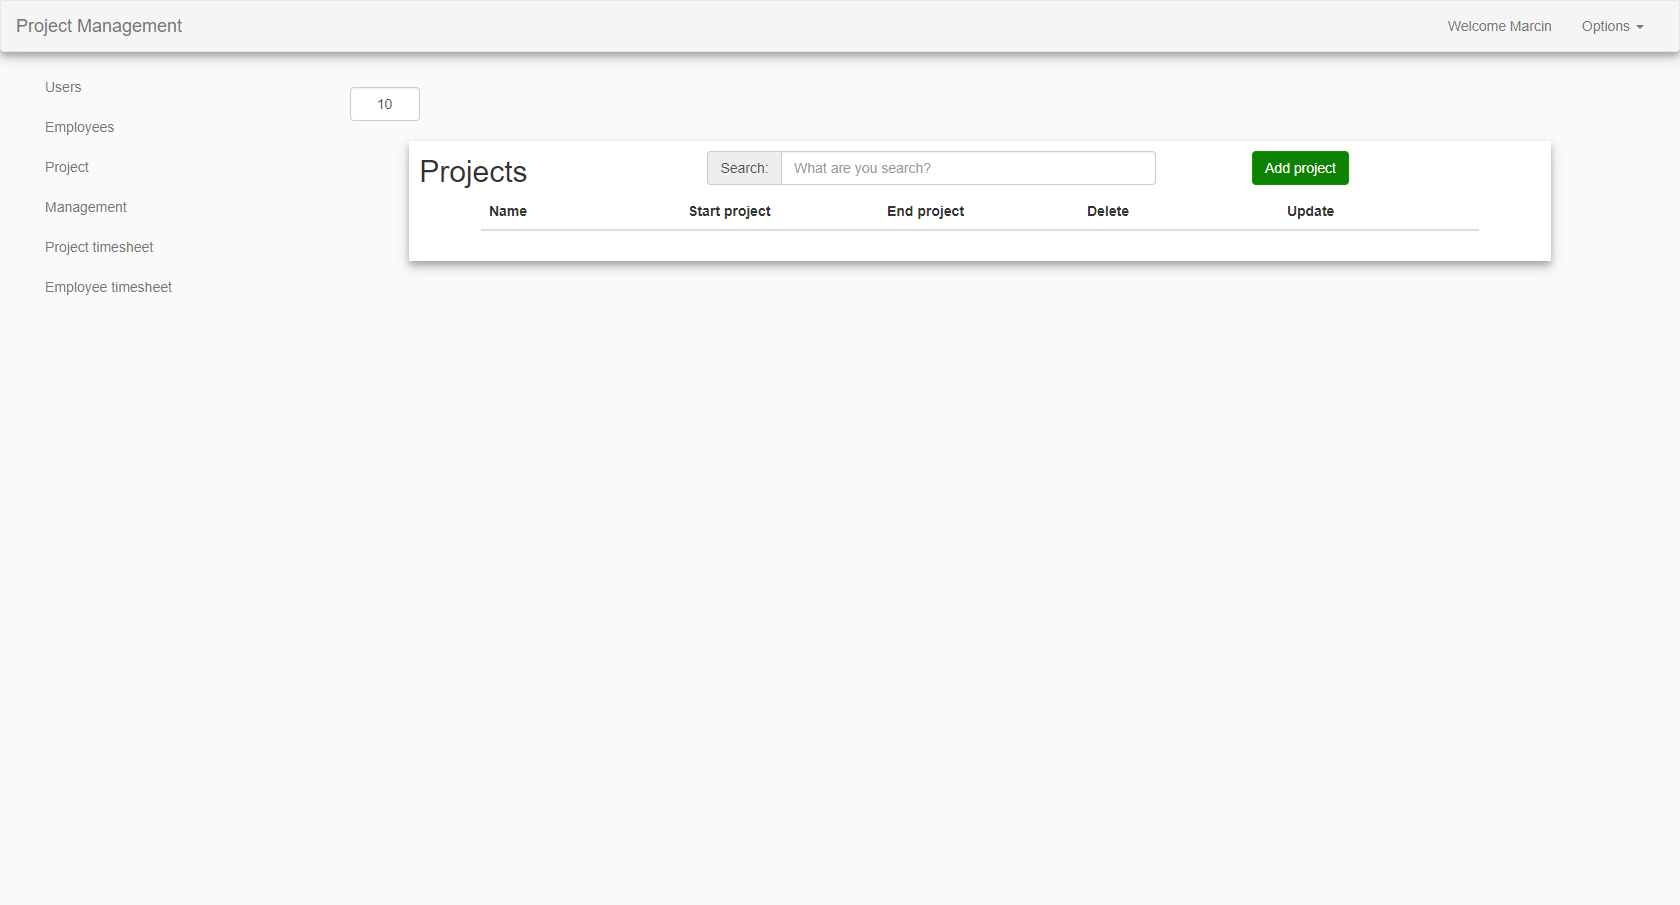 Project Management
Welcome Marcin
Options
Users
Employees
Project
Management
Project timesheet
Employee timesheet
10
Projects
Search: What are you search?
Add project
Name Start project End project Delete Update